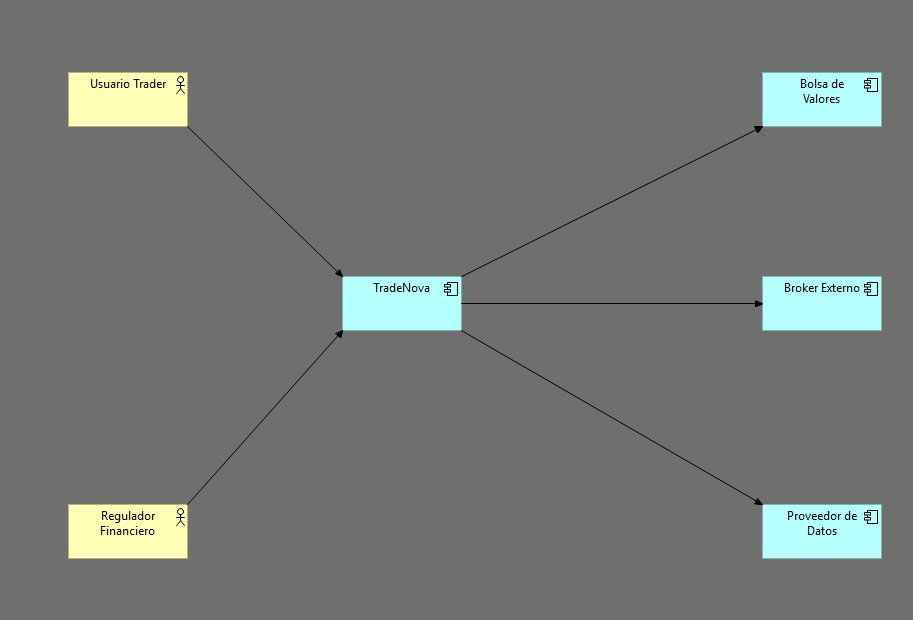 Usuario Trader
Bolsa de
Valores
TradeNova
Broker Externo
Regulador
Financiero
Proveedor de
Datos